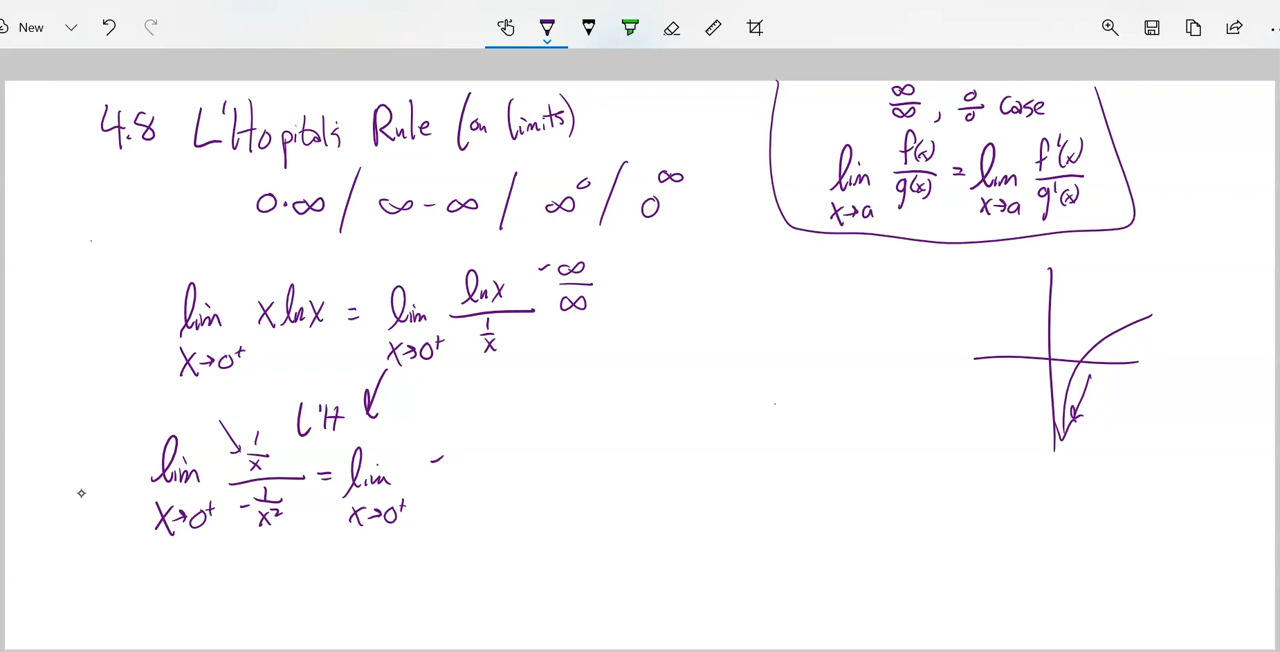 New
4.8 L'Hopital's Rule (on limits)
∞/∞, 0/0 case
lim x→a f(x)/g(x) = lim x→a f'(x)/g'(x)
0·∞ / ∞ - ∞ / ∞^0 / 0^∞
lim x→0⁺ x ln x = lim x→0⁺ ln x / (1/x) -∞/∞
L'H
lim x→0⁺ (1/x) / (-1/x²) = lim x→0⁺ -